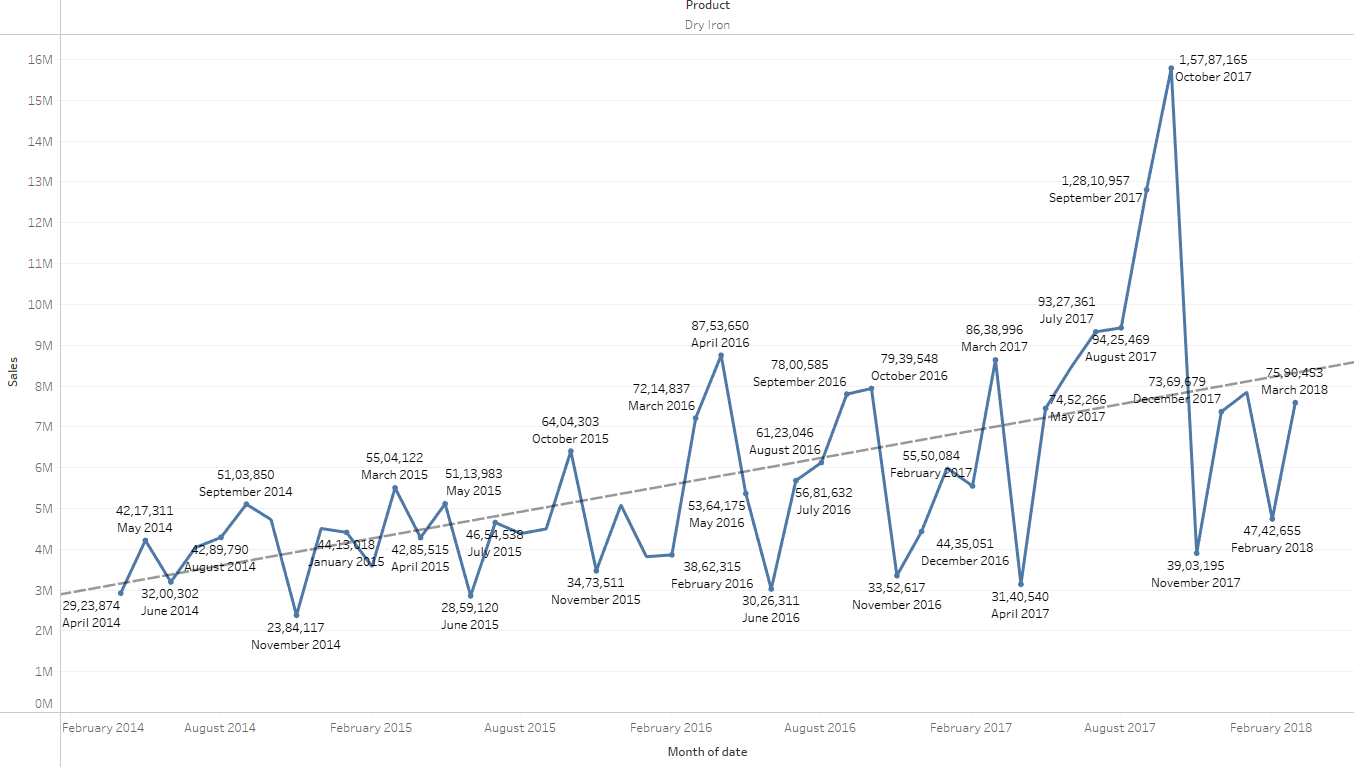 Product
Dry Iron
16M
15M
14M
13M
12M
11M
10M
9M
8M
7M
6M
5M
4M
3M
2M
1M
0M
Sales
29,23,874
April 2014
42,17,311
May 2014
32,00,302
June 2014
42,89,790
August 2014
51,03,850
September 2014
23,84,117
November 2014
44,13,018
January 2015
55,04,122
March 2015
42,85,515
April 2015
51,13,983
May 2015
28,59,120
June 2015
46,54,538
July 2015
64,04,303
October 2015
34,73,511
November 2015
38,62,315
February 2016
72,14,837
March 2016
87,53,650
April 2016
53,64,175
May 2016
30,26,311
June 2016
56,81,632
July 2016
61,23,046
August 2016
78,00,585
September 2016
79,39,548
October 2016
33,52,617
November 2016
44,35,051
December 2016
55,50,084
February 2017
86,38,996
March 2017
31,40,540
April 2017
74,52,266
May 2017
93,27,361
July 2017
94,25,469
August 2017
1,28,10,957
September 2017
1,57,87,165
October 2017
39,03,195
November 2017
73,69,679
December 2017
47,42,655
February 2018
75,90,453
March 2018
February 2014
August 2014
February 2015
August 2015
February 2016
August 2016
February 2017
August 2017
February 2018
Month of date